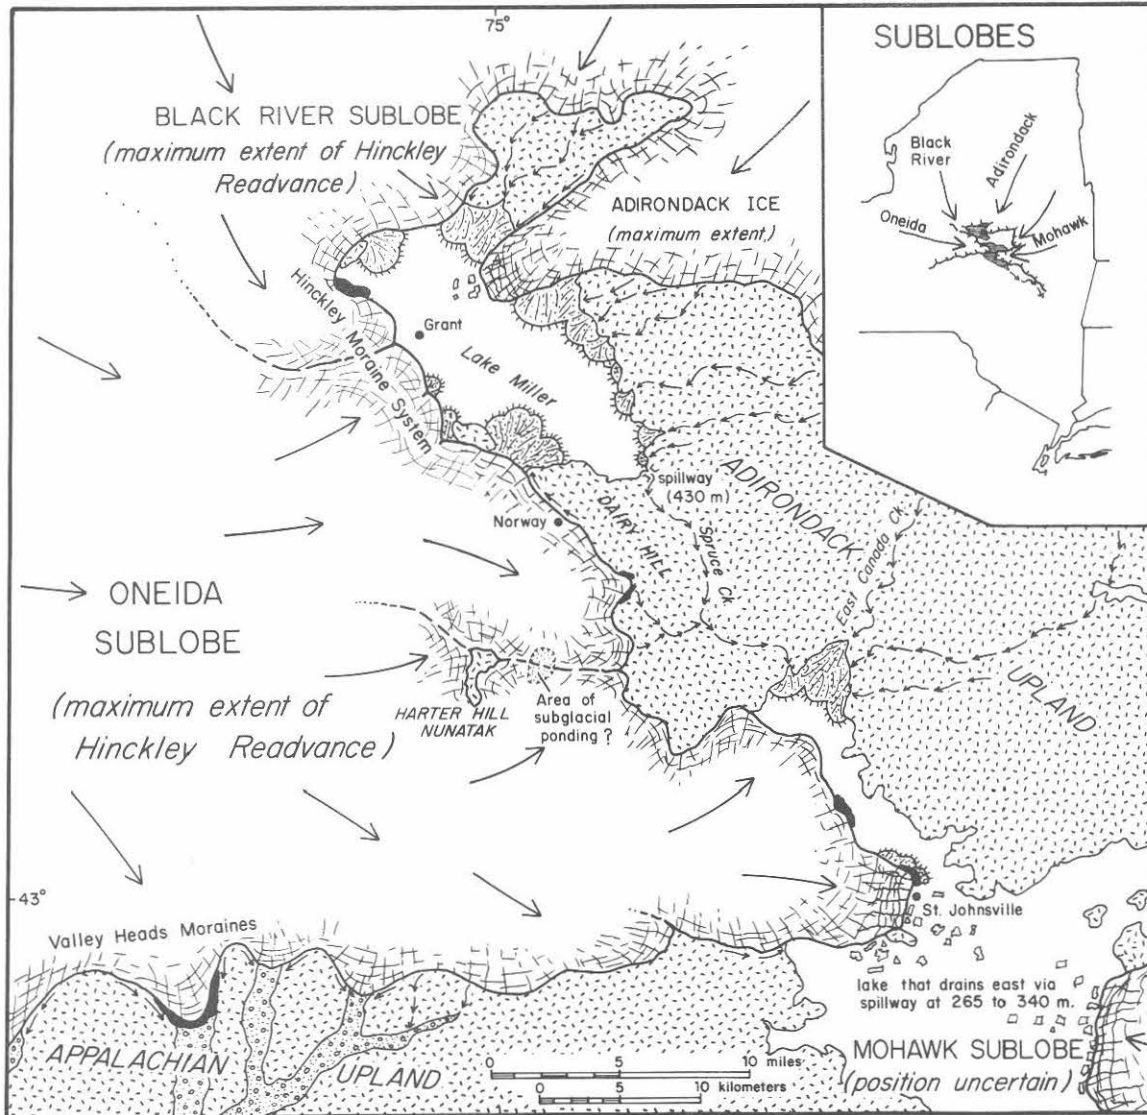 75°
SUBLOBES
Black
River
Adirondack
Oneida
Mohawk
BLACK RIVER SUBLOBE
(maximum extent of Hinckley
Readvance)
ADIRONDACK ICE
(maximum extent)
Hinckley Moraine System
Grant
Lake Miller
spillway
(430 m)
ADIRONDACK
UPLAND
Norway
DAIRY HILL
Spruce Ck.
East Canada Ck.
ONEIDA
SUBLOBE
(maximum extent of
Hinckley Readvance)
HARTER HILL
NUNATAK
Area of
subglacial
ponding ?
43°
Valley Heads Moraines
St. Johnsville
lake that drains east via
spillway at 265 to 340 m.
APPALACHIAN
UPLAND
0 5 10 miles
0 5 10 kilometers
MOHAWK SUBLOBE
(position uncertain)